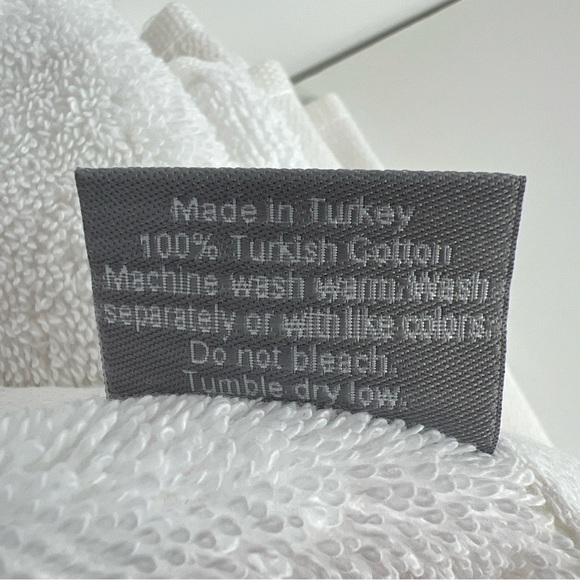 Made in Turkey
100% Turkish Cotton
Machine wash warm. Wash
separately or with like colors.
Do not bleach.
Tumble dry low.